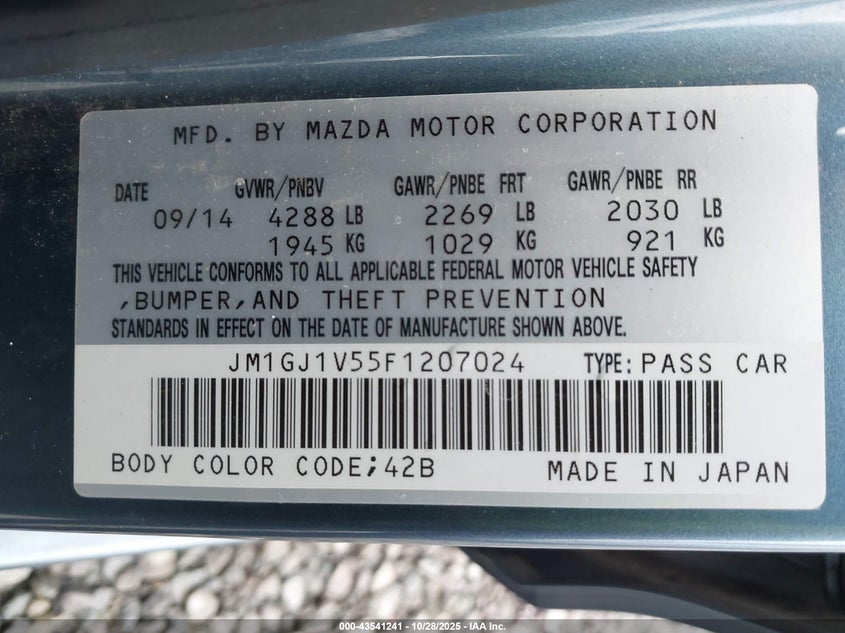 MFD. BY MAZDA MOTOR CORPORATION
DATE GVWR/PNBV GAWR/PNBE FRT GAWR/PNBE RR
09/14 4288 LB 2269 LB 2030 LB
1945 KG 1029 KG 921 KG
THIS VEHICLE CONFORMS TO ALL APPLICABLE FEDERAL MOTOR VEHICLE SAFETY
,BUMPER,AND THEFT PREVENTION
STANDARDS IN EFFECT ON THE DATE OF MANUFACTURE SHOWN ABOVE.
JM1GJ1V55F1207024 TYPE: PASS CAR
BODY COLOR CODE;42B MADE IN JAPAN
000-43541241 - 10/28/2025 - IAA Inc.